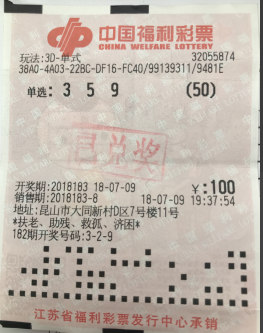 中国福利彩票
CHINA WELFARE LOTTERY
玩法:3D-单式 32055874
38A0-4A03-22BC-DF16-FC40/99139311/9481E
单选: 3 5 9 (50)
已兑奖
开奖期:2018183 18-07-09 ¥:100
销售期:2018183-8 18-07-09 19:37:54
地址:昆山市大同新村D区7号楼11号
*扶老、助残、救孤、济困*
182期开奖号码:3-2-9
江苏省福利彩票发行中心承销